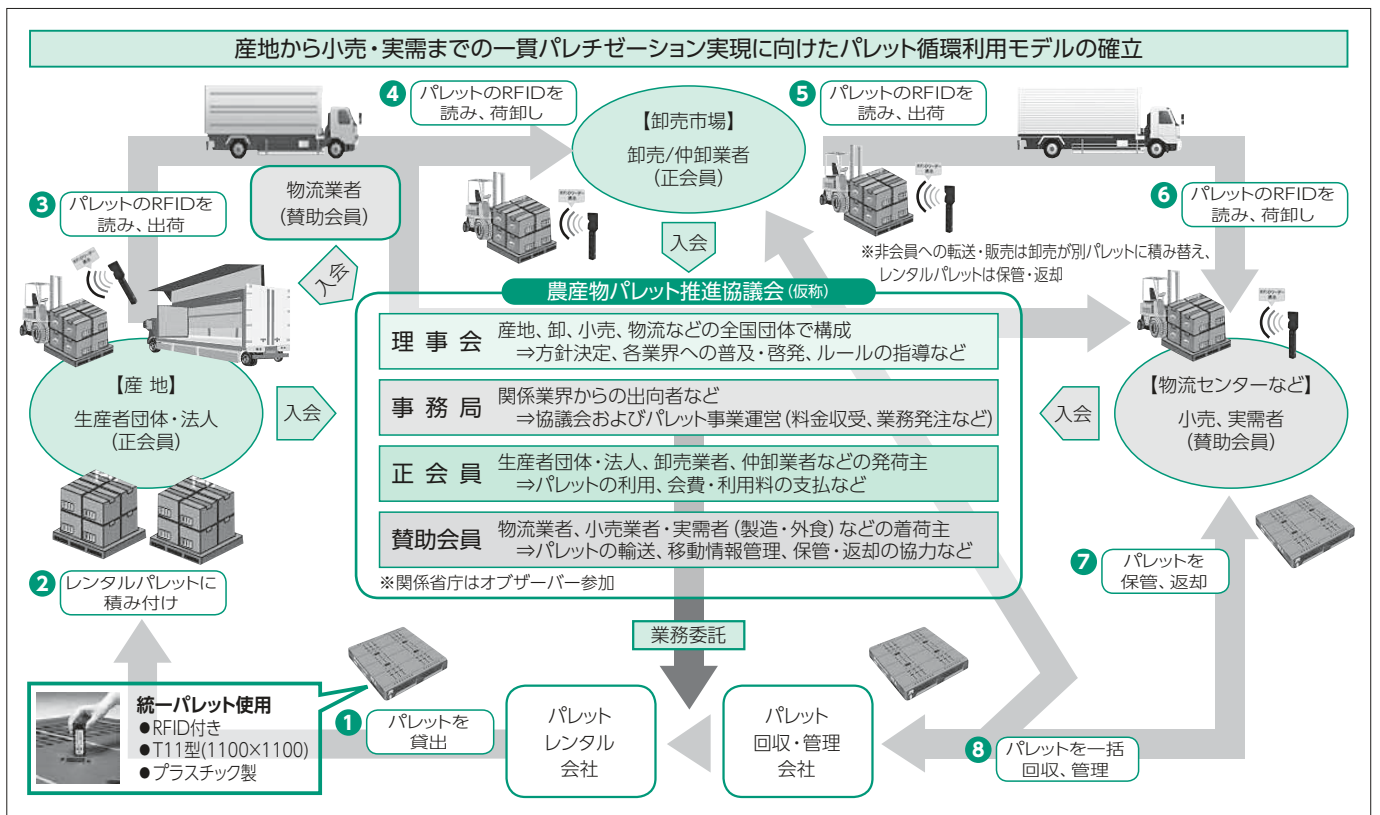 産地から小売・実需までの一貫パレチゼーション実現に向けたパレット循環利用モデルの確立
4 パレットのRFIDを
読み、荷卸し
【卸売市場】
卸売/仲卸業者
(正会員)
5 パレットのRFIDを
読み、出荷
物流業者
(賛助会員)
3 パレットのRFIDを
読み、出荷
6 パレットのRFIDを
読み、荷卸し
入会
入会
※非会員への転送・販売は卸売が別パレットに積み替え、
レンタルパレットは保管・返却
農産物パレット推進協議会(仮称)
理事会 産地、卸、小売、物流などの全国団体で構成
⇒方針決定、各業界への普及・啓発、ルールの指導など
事務局 関係業界からの出向者など
⇒協議会およびパレット事業運営(料金収受、業務発注など)
正会員 生産者団体・法人、卸売業者、仲卸業者などの発荷主
⇒パレットの利用、会費・利用料の支払など
賛助会員 物流業者、小売業者・実需者(製造・外食)などの着荷主
⇒パレットの輸送、移動情報管理、保管・返却の協力など
※関係省庁はオブザーバー参加
【産 地】
生産者団体・法人
(正会員)
入会
入会
【物流センターなど】
小売、実需者
(賛助会員)
2 レンタルパレットに
積み付け
7 パレットを
保管、返却
業務委託
統一パレット使用
●RFID付き
●T11型(1100×1100)
●プラスチック製
1 パレットを
貸出
パレット
レンタル
会社
パレット
回収・管理
会社
8 パレットを一括
回収、管理